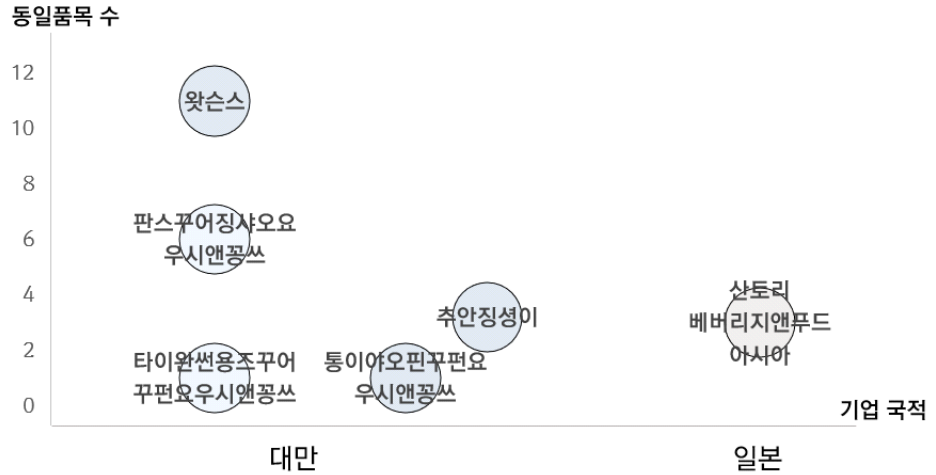 동일품목 수
12
왓슨스
10
8
판스꾸어징샤오요
우시앤꽁쓰
6
4
산토리
베버리지앤푸드
아시아
추안징셩이
2
타이완썬용즈꾸어
꾸펀요우시앤꽁쓰
통이야오핀꾸펀요
우시앤꽁쓰
0
기업 국적
대만
일본